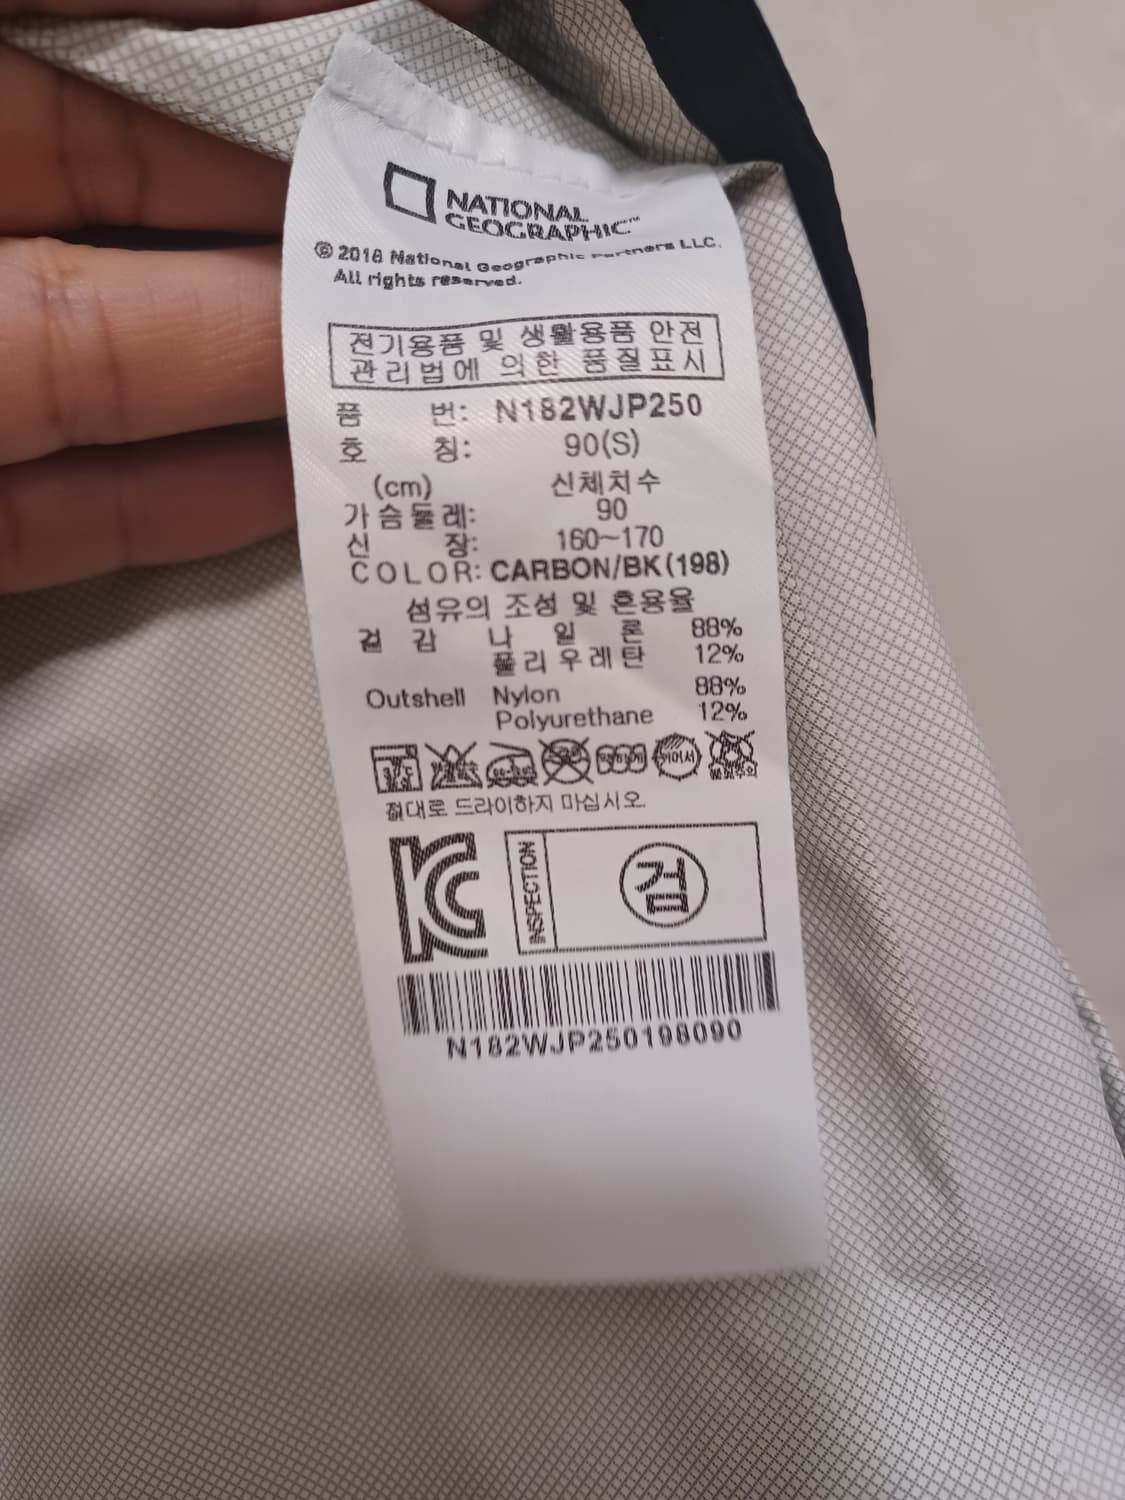 NATIONAL
GEOGRAPHIC™
© 2018 National Geographic Partners LLC.
All rights reserved.
전기용품 및 생활용품 안전
관리법에 의한 품질표시
품 번: N182WJP250
호 칭: 90(S)
(cm) 신체치수
가슴둘레: 90
신 장: 160~170
COLOR: CARBON/BK(198)
섬유의 조성 및 혼용율
겉 감 나 일 론 88%
폴리우레탄 12%
Outshell Nylon 88%
Polyurethane 12%
절대로 드라이하지 마십시오.
KC
INSPECTION
검
N182WJP250198090